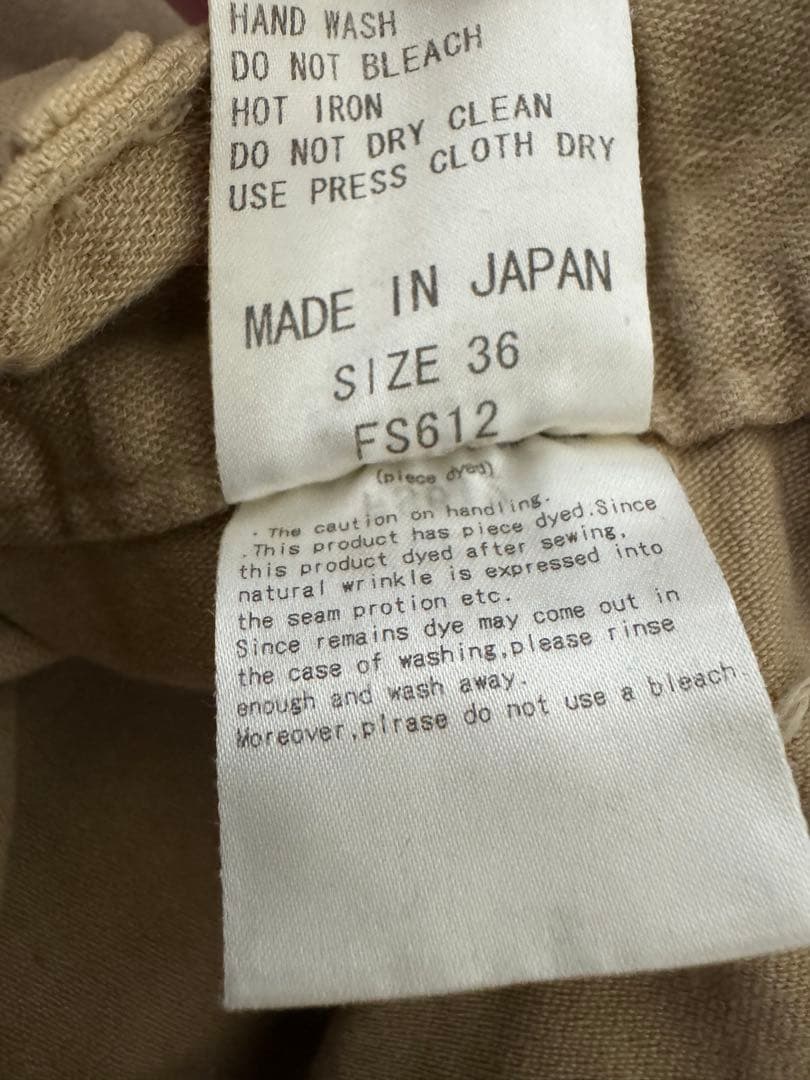 HAND WASH
DO NOT BLEACH
HOT IRON
DO NOT DRY CLEAN
USE PRESS CLOTH DRY
MADE IN JAPAN
SIZE 36
FS612
(piece dyed)
· The caution on handling.
.This product has piece dyed.Since
this product dyed after sewing,
natural wrinkle is expressed into
the seam protion etc.
Since remains dye may come out in
the case of washing,please rinse
enough and wash away.
Moreover,plrase do not use a bleach.